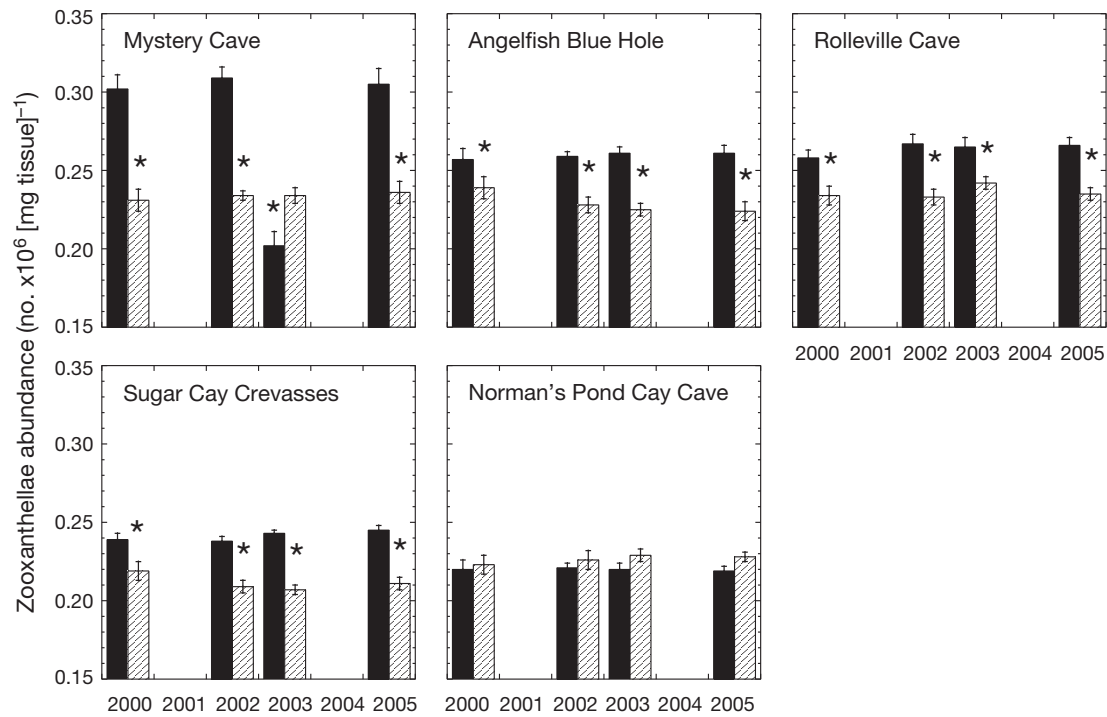 Zooxanthellae abundance (no. x10⁶ [mg tissue]⁻¹)
0.35
0.30
0.25
0.20
0.15
Mystery Cave
*
*
*
*
Angelfish Blue Hole
*
*
*
*
Rolleville Cave
*
*
*
*
2000 2001 2002 2003 2004 2005
0.35
0.30
0.25
0.20
0.15
Sugar Cay Crevasses
*
*
*
*
2000 2001 2002 2003 2004 2005
Norman's Pond Cay Cave
2000 2001 2002 2003 2004 2005